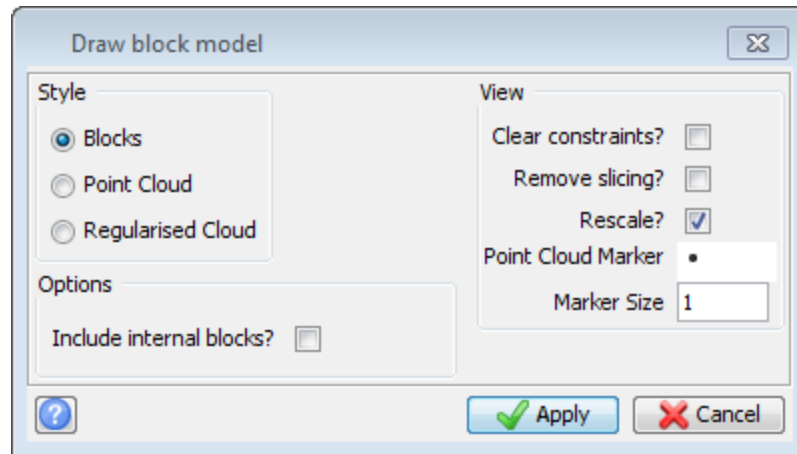 Draw block model
Style
Blocks
Point Cloud
Regularised Cloud
Options
Include internal blocks?
View
Clear constraints?
Remove slicing?
Rescale?
Point Cloud Marker
Marker Size 1
Apply
Cancel